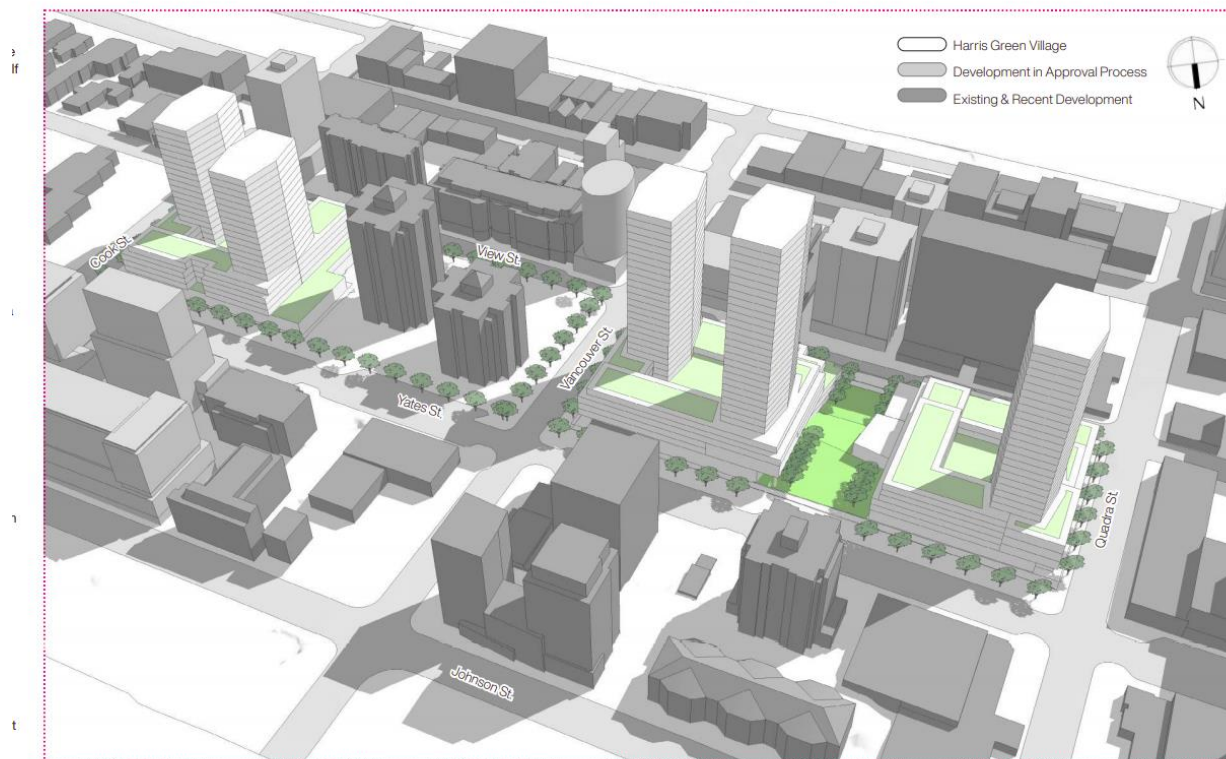 lf
Harris Green Village
Development in Approval Process
Existing & Recent Development
N
Cook St.
View St.
Vancouver St.
Yates St.
Quadra St.
Johnson St.
t